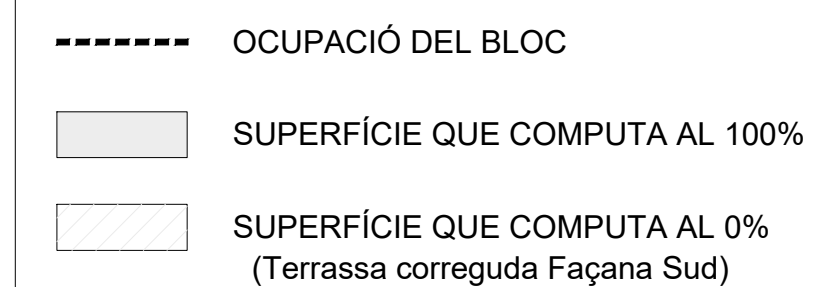 OCUPACIÓ DEL BLOC
SUPERFÍCIE QUE COMPUTA AL 100%
SUPERFÍCIE QUE COMPUTA AL 0%
(Terrassa correguda Façana Sud)